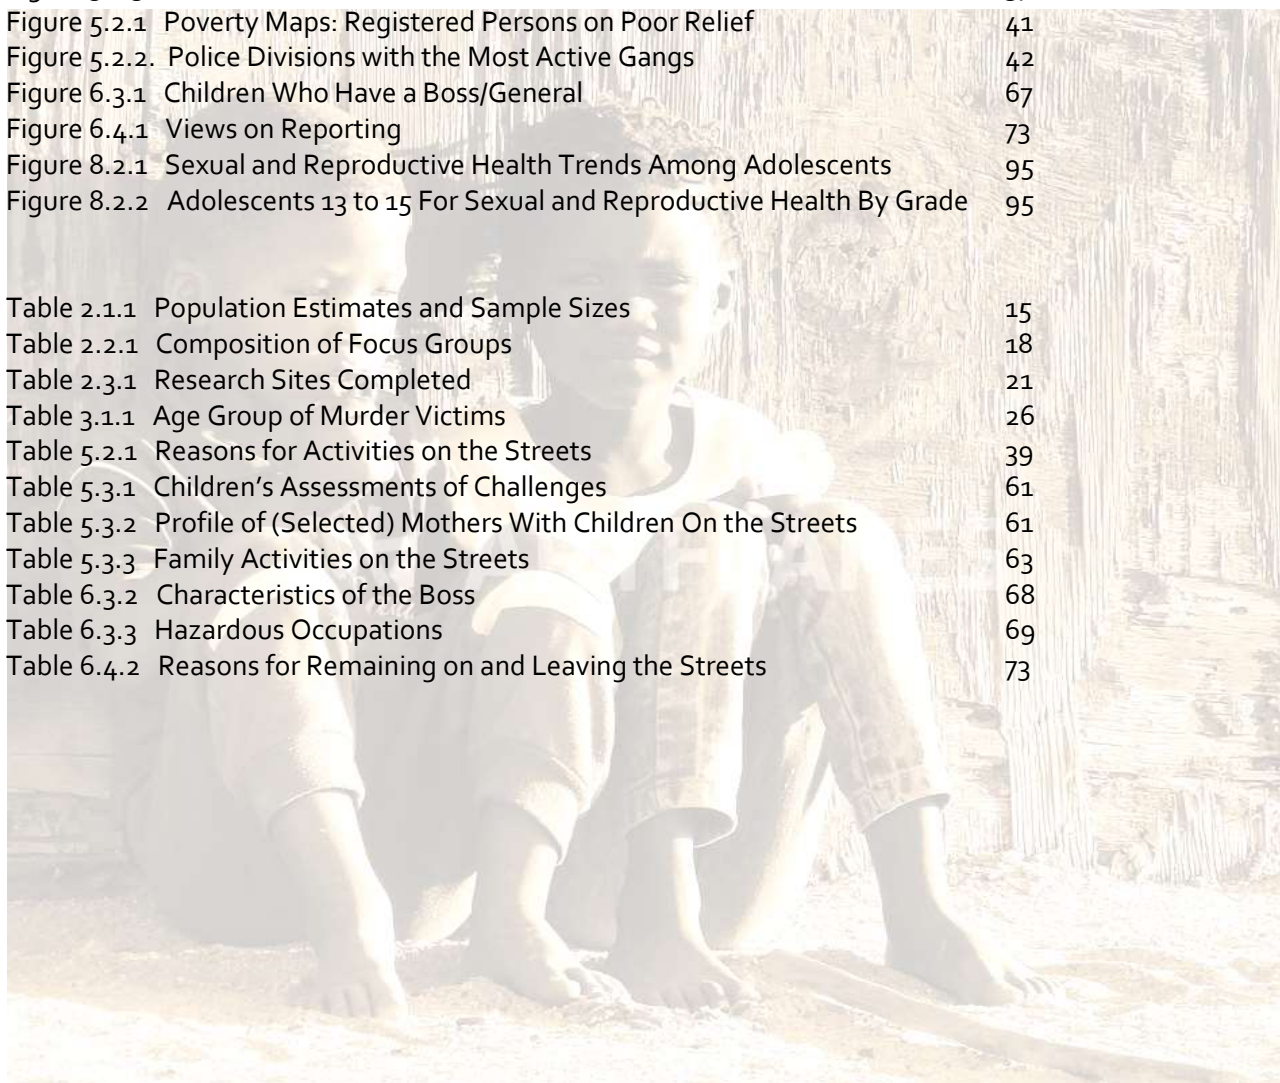 Figure 5.2.1 Poverty Maps: Registered Persons on Poor Relief 41
Figure 5.2.2. Police Divisions with the Most Active Gangs 42
Figure 6.3.1 Children Who Have a Boss/General 67
Figure 6.4.1 Views on Reporting 73
Figure 8.2.1 Sexual and Reproductive Health Trends Among Adolescents 95
Figure 8.2.2 Adolescents 13 to 15 For Sexual and Reproductive Health By Grade 95
Table 2.1.1 Population Estimates and Sample Sizes 15
Table 2.2.1 Composition of Focus Groups 18
Table 2.3.1 Research Sites Completed 21
Table 3.1.1 Age Group of Murder Victims 26
Table 5.2.1 Reasons for Activities on the Streets 39
Table 5.3.1 Children's Assessments of Challenges 61
Table 5.3.2 Profile of (Selected) Mothers With Children On the Streets 61
Table 5.3.3 Family Activities on the Streets 63
Table 6.3.2 Characteristics of the Boss 68
Table 6.3.3 Hazardous Occupations 69
Table 6.4.2 Reasons for Remaining on and Leaving the Streets 73